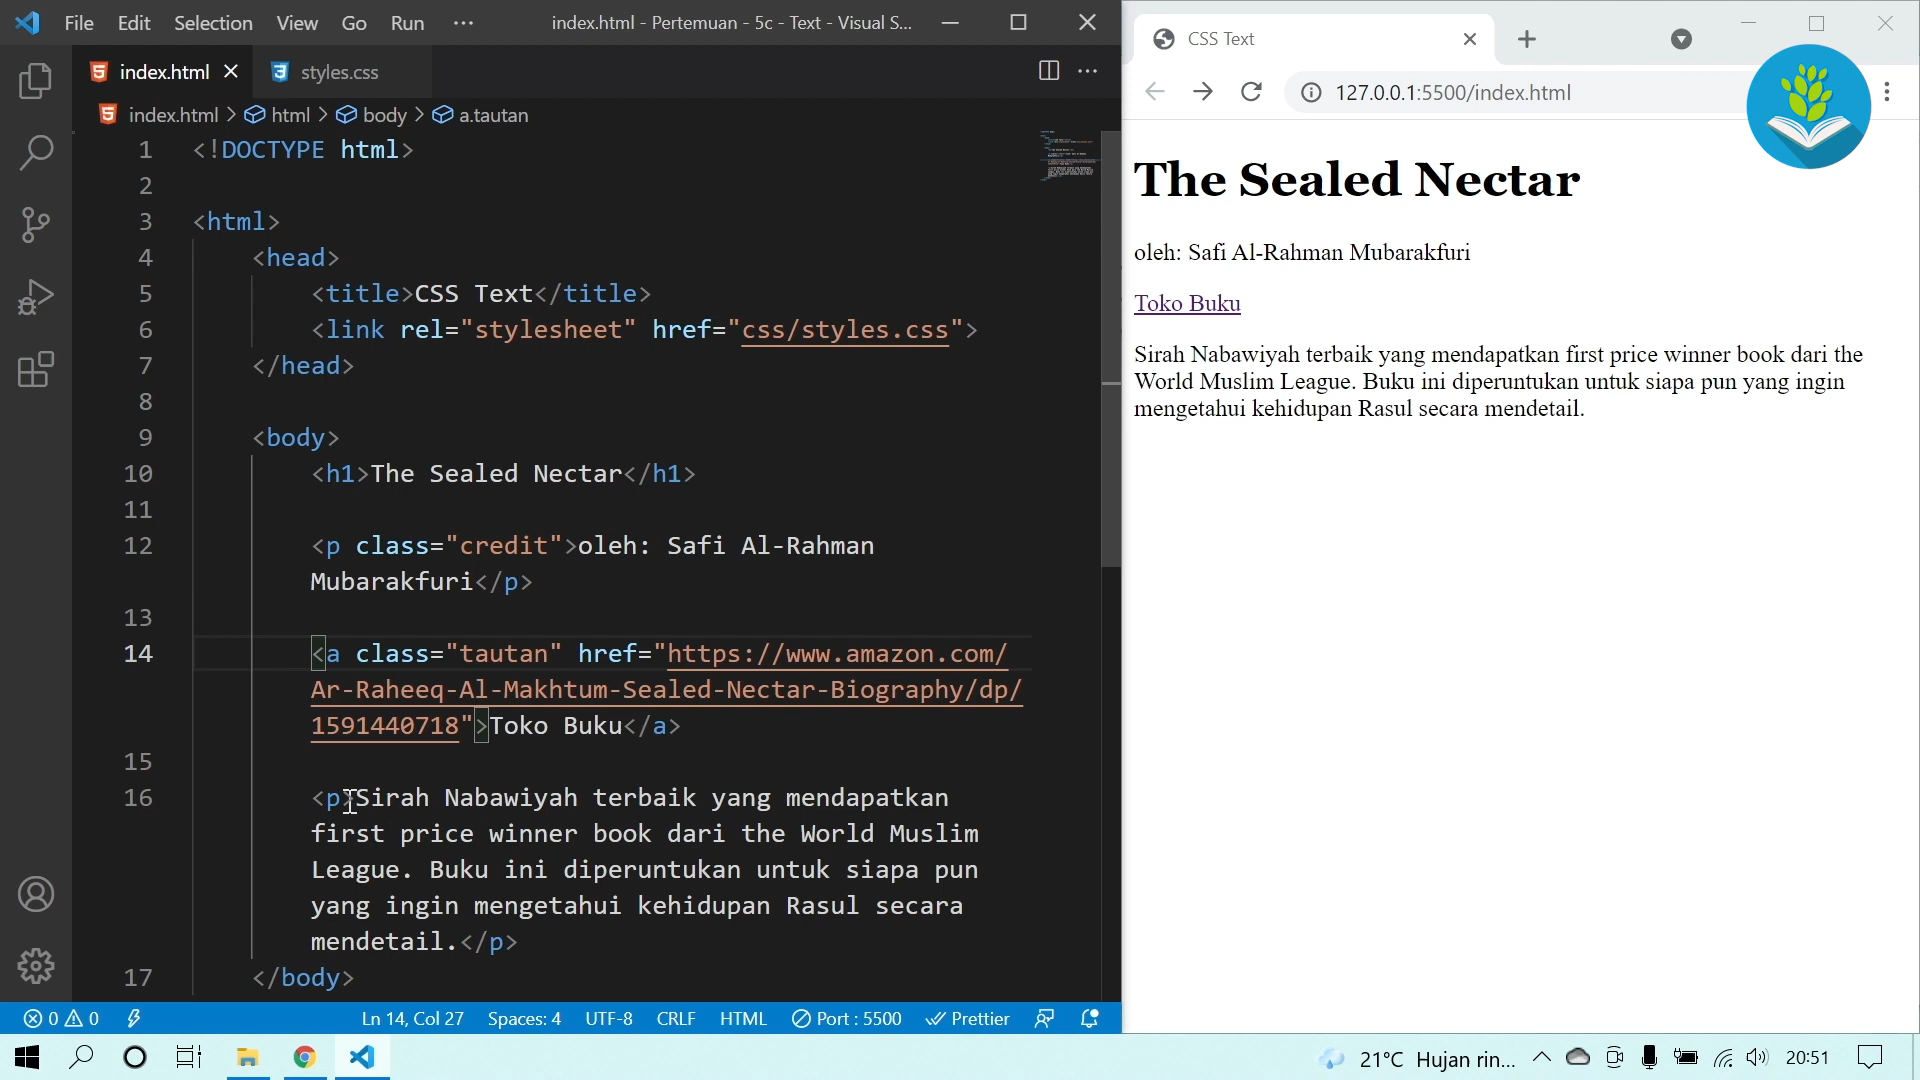 File Edit Selection View Go Run ··· index.html - Pertemuan - 5c - Text - Visual S...
index.html styles.css
index.html > html > body > a.tautan
1 <!DOCTYPE html>
2
3 <html>
4 <head>
5 <title>CSS Text</title>
6 <link rel="stylesheet" href="css/styles.css">
7 </head>
8
9 <body>
10 <h1>The Sealed Nectar</h1>
11
12 <p class="credit">oleh: Safi Al-Rahman
Mubarakfuri</p>
13
14 <a class="tautan" href="https://www.amazon.com/
Ar-Raheeq-Al-Makhtum-Sealed-Nectar-Biography/dp/
1591440718">Toko Buku</a>
15
16 <p>Sirah Nabawiyah terbaik yang mendapatkan
first price winner book dari the World Muslim
League. Buku ini diperuntukan untuk siapa pun
yang ingin mengetahui kehidupan Rasul secara
mendetail.</p>
17 </body>
0 0 Ln 14, Col 27 Spaces: 4 UTF-8 CRLF HTML Port : 5500 Prettier
CSS Text
127.0.0.1:5500/index.html
The Sealed Nectar
oleh: Safi Al-Rahman Mubarakfuri
Toko Buku
Sirah Nabawiyah terbaik yang mendapatkan first price winner book dari the
World Muslim League. Buku ini diperuntukan untuk siapa pun yang ingin
mengetahui kehidupan Rasul secara mendetail.
21°C Hujan rin... 20:51